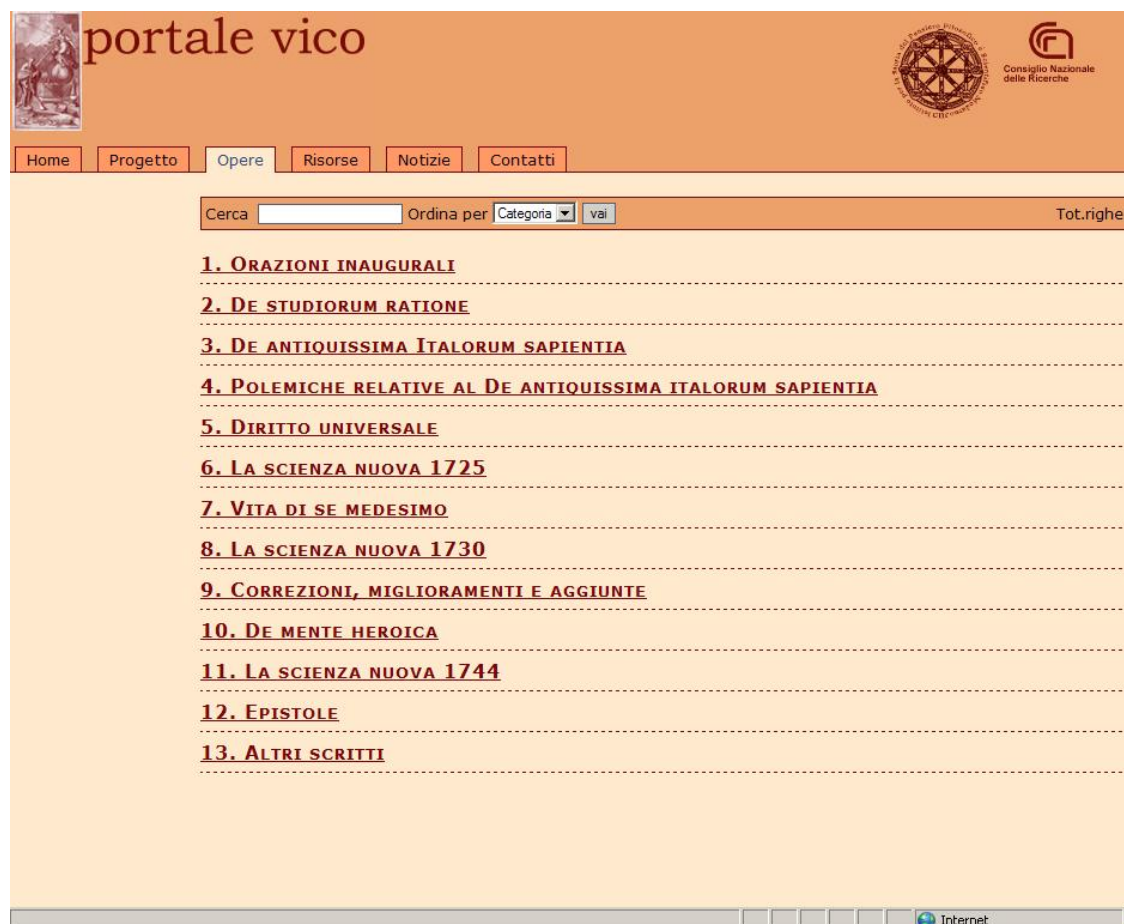 portale vico
Consiglio Nazionale
delle Ricerche
Home Progetto Opere Risorse Notizie Contatti
Cerca Ordina per Categoria vai Tot.righe
1. Orazioni inaugurali
2. De studiorum ratione
3. De antiquissima Italorum sapientia
4. Polemiche relative al De antiquissima italorum sapientia
5. Diritto universale
6. La scienza nuova 1725
7. Vita di se medesimo
8. La scienza nuova 1730
9. Correzioni, miglioramenti e aggiunte
10. De mente heroica
11. La scienza nuova 1744
12. Epistole
13. Altri scritti
Internet